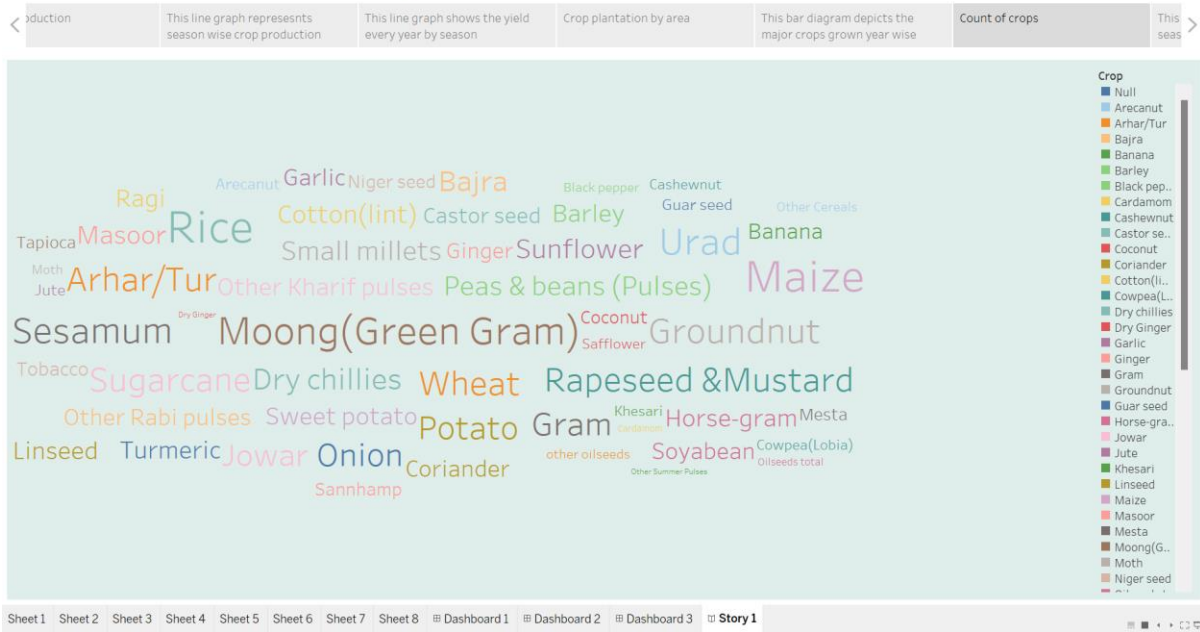 oduction
This line graph represesnts
season wise crop production
This line graph shows the yield
every year by season
Crop plantation by area
This bar diagram depicts the
major crops grown year wise
Count of crops
This
seas
Arecanut Garlic Niger seed Bajra Black pepper Cashewnut
Ragi Cotton(lint) Castor seed Barley Guar seed Other Cereals
Tapioca Masoor Rice Small millets Ginger Sunflower Urad Banana
Moth
Jute Arhar/Tur Other Kharif pulses Peas & beans (Pulses) Maize
Sesamum Dry Ginger Moong(Green Gram) Coconut Groundnut
Safflower
Tobacco Sugarcane Dry chillies Wheat Rapeseed &Mustard
Other Rabi pulses Sweet potato Potato Gram Khesari Horse-gram Mesta
Cardamom
Linseed Turmeric Jowar Onion Coriander other oilseeds Soyabean Cowpea(Lobia)
Oilseeds total
Other Summer Pulses
Sannhamp
Crop
Null
Arecanut
Arhar/Tur
Bajra
Banana
Barley
Black pep..
Cardamom
Cashewnut
Castor se..
Coconut
Coriander
Cotton(li..
Cowpea(L..
Dry chillies
Dry Ginger
Garlic
Ginger
Gram
Groundnut
Guar seed
Horse-gra..
Jowar
Jute
Khesari
Linseed
Maize
Masoor
Mesta
Moong(G..
Moth
Niger seed
Sheet 1 Sheet 2 Sheet 3 Sheet 4 Sheet 5 Sheet 6 Sheet 7 Sheet 8 Dashboard 1 Dashboard 2 Dashboard 3 Story 1